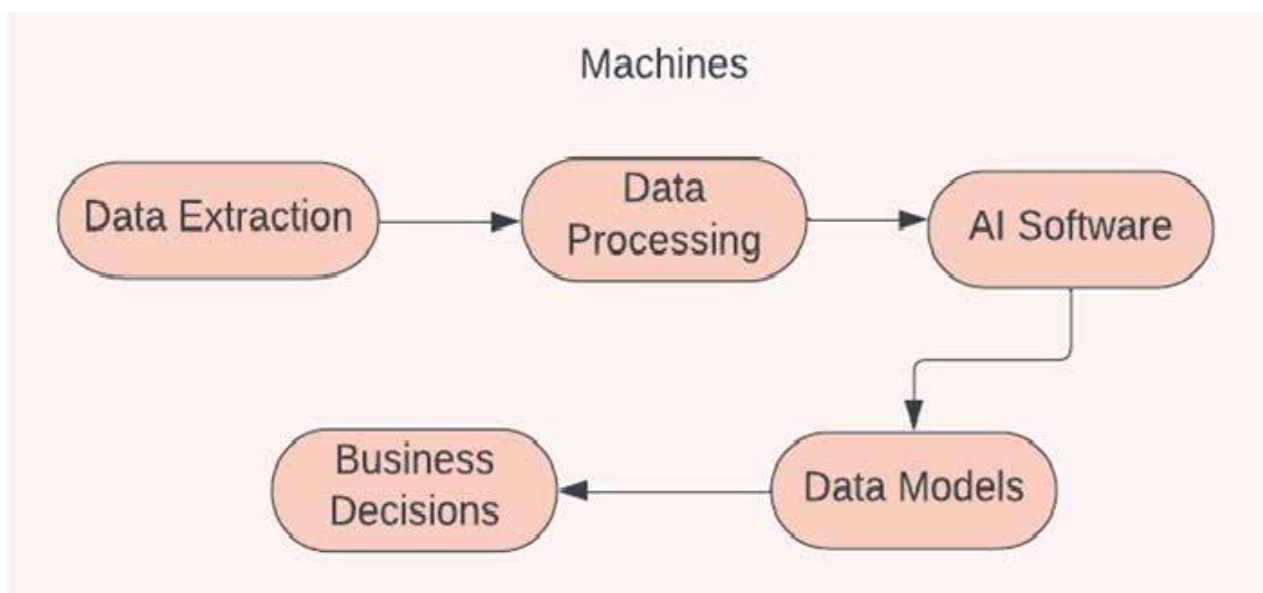 Machines
Data Extraction
Data
Processing
AI Software
Data Models
Business
Decisions